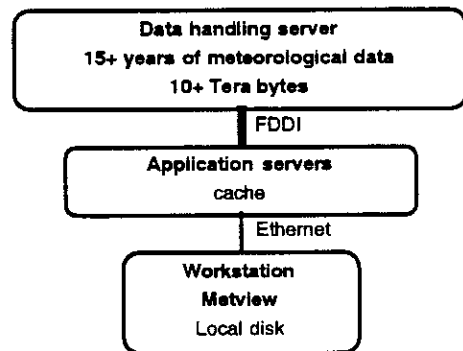 Data handling server
15+ years of meteorological data
10+ Tera bytes
FDDI
Application servers
cache
Ethernet
Workstation
Metview
Local disk